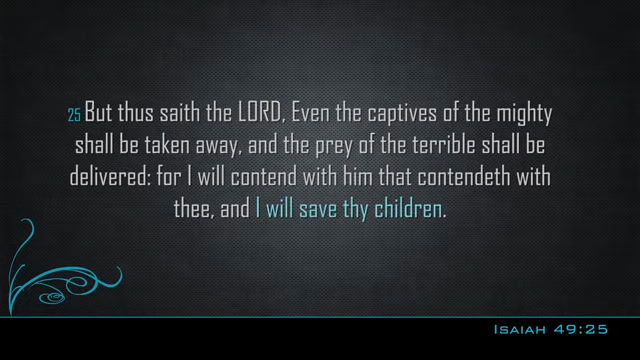 25 But thus saith the LORD, Even the captives of the mighty
shall be taken away, and the prey of the terrible shall be
delivered: for I will contend with him that contendeth with
thee, and I will save thy children.
Isaiah 49:25